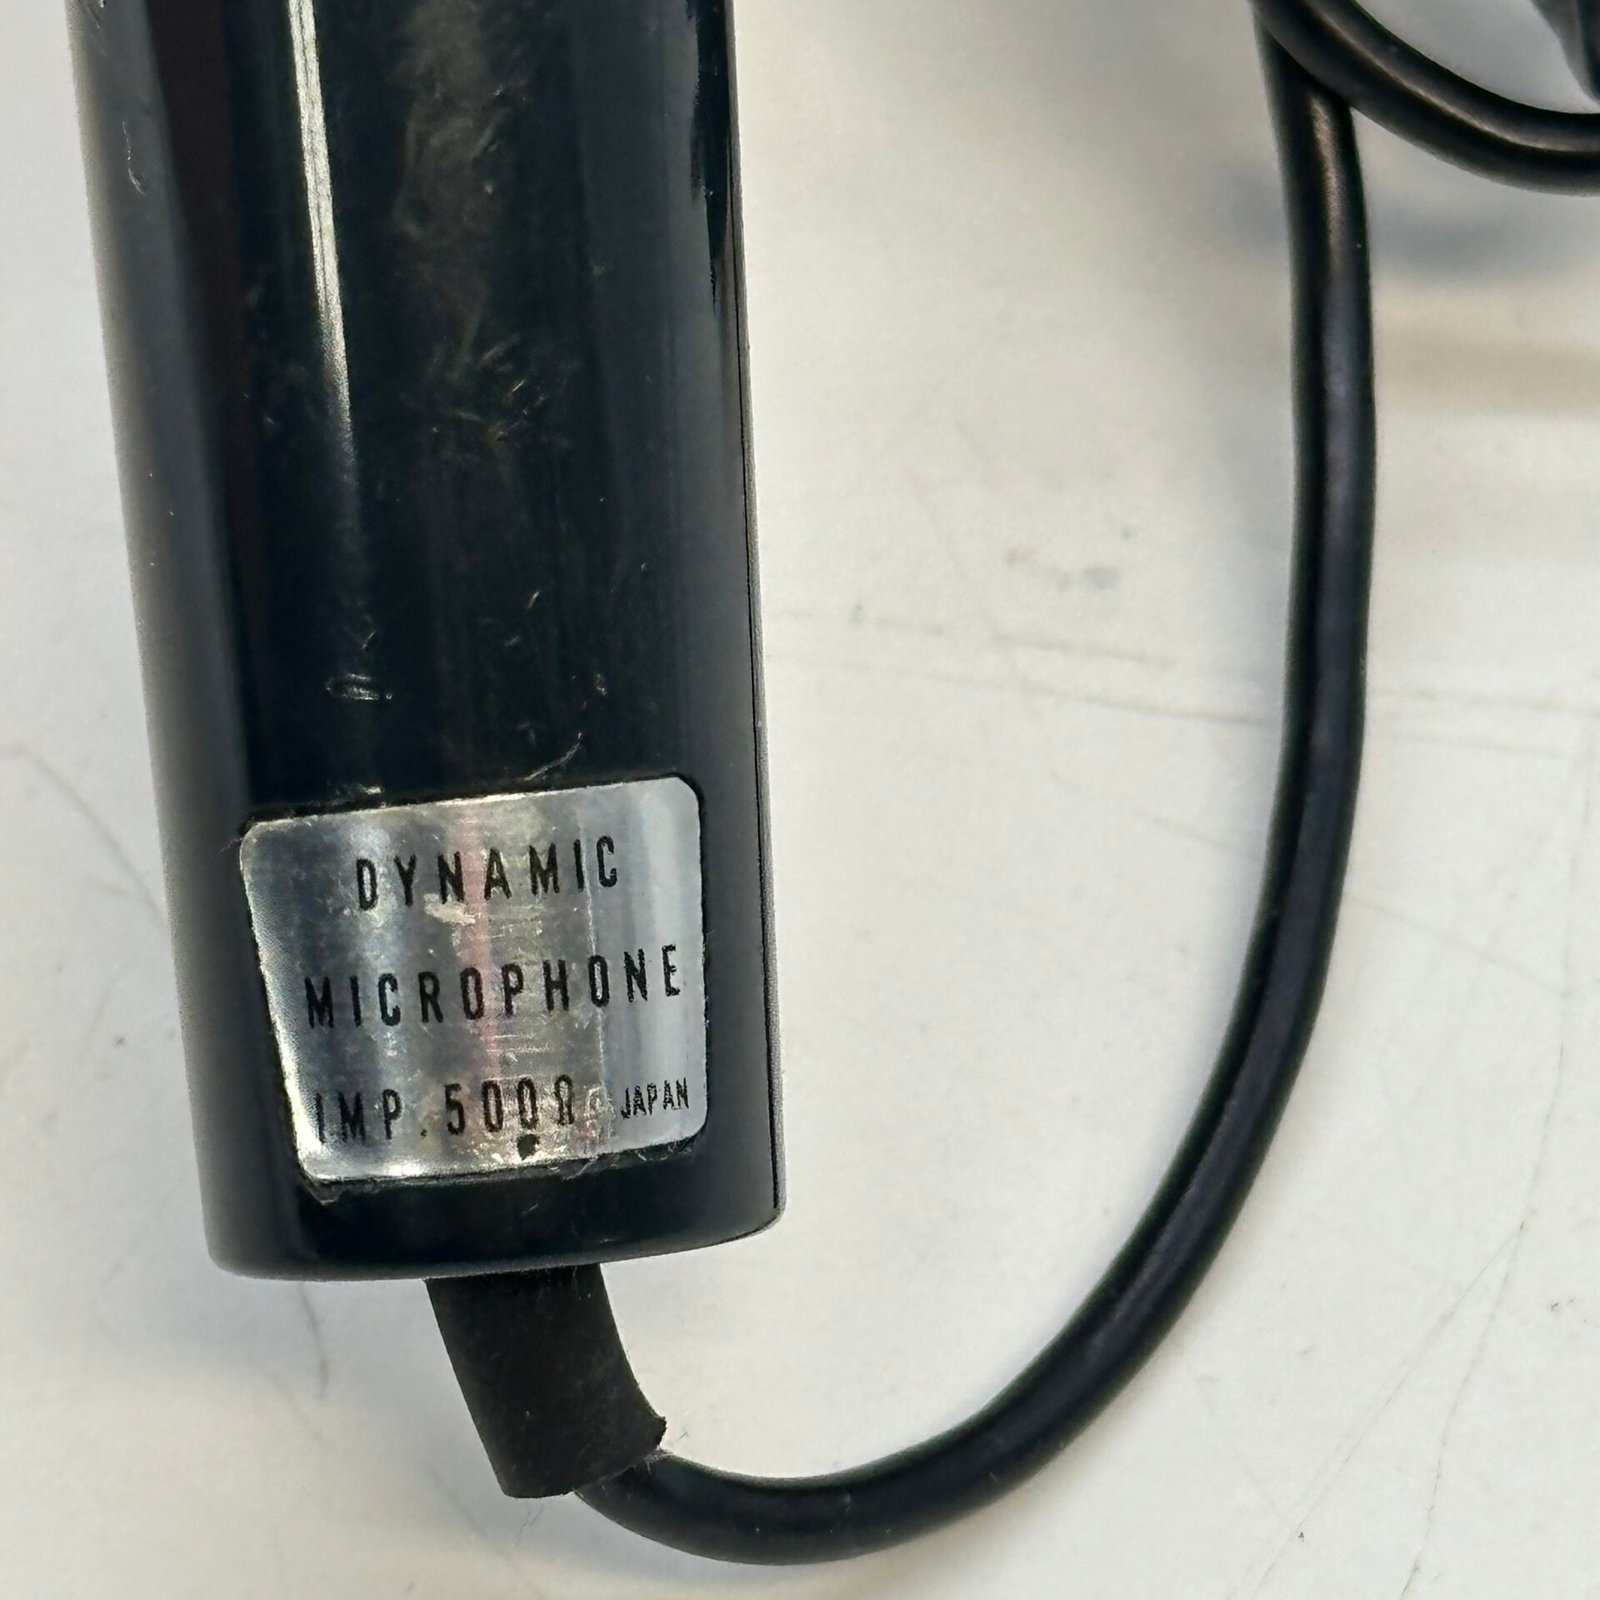 DYNAMIC
MICROPHONE
IMP. 500Ω JAPAN